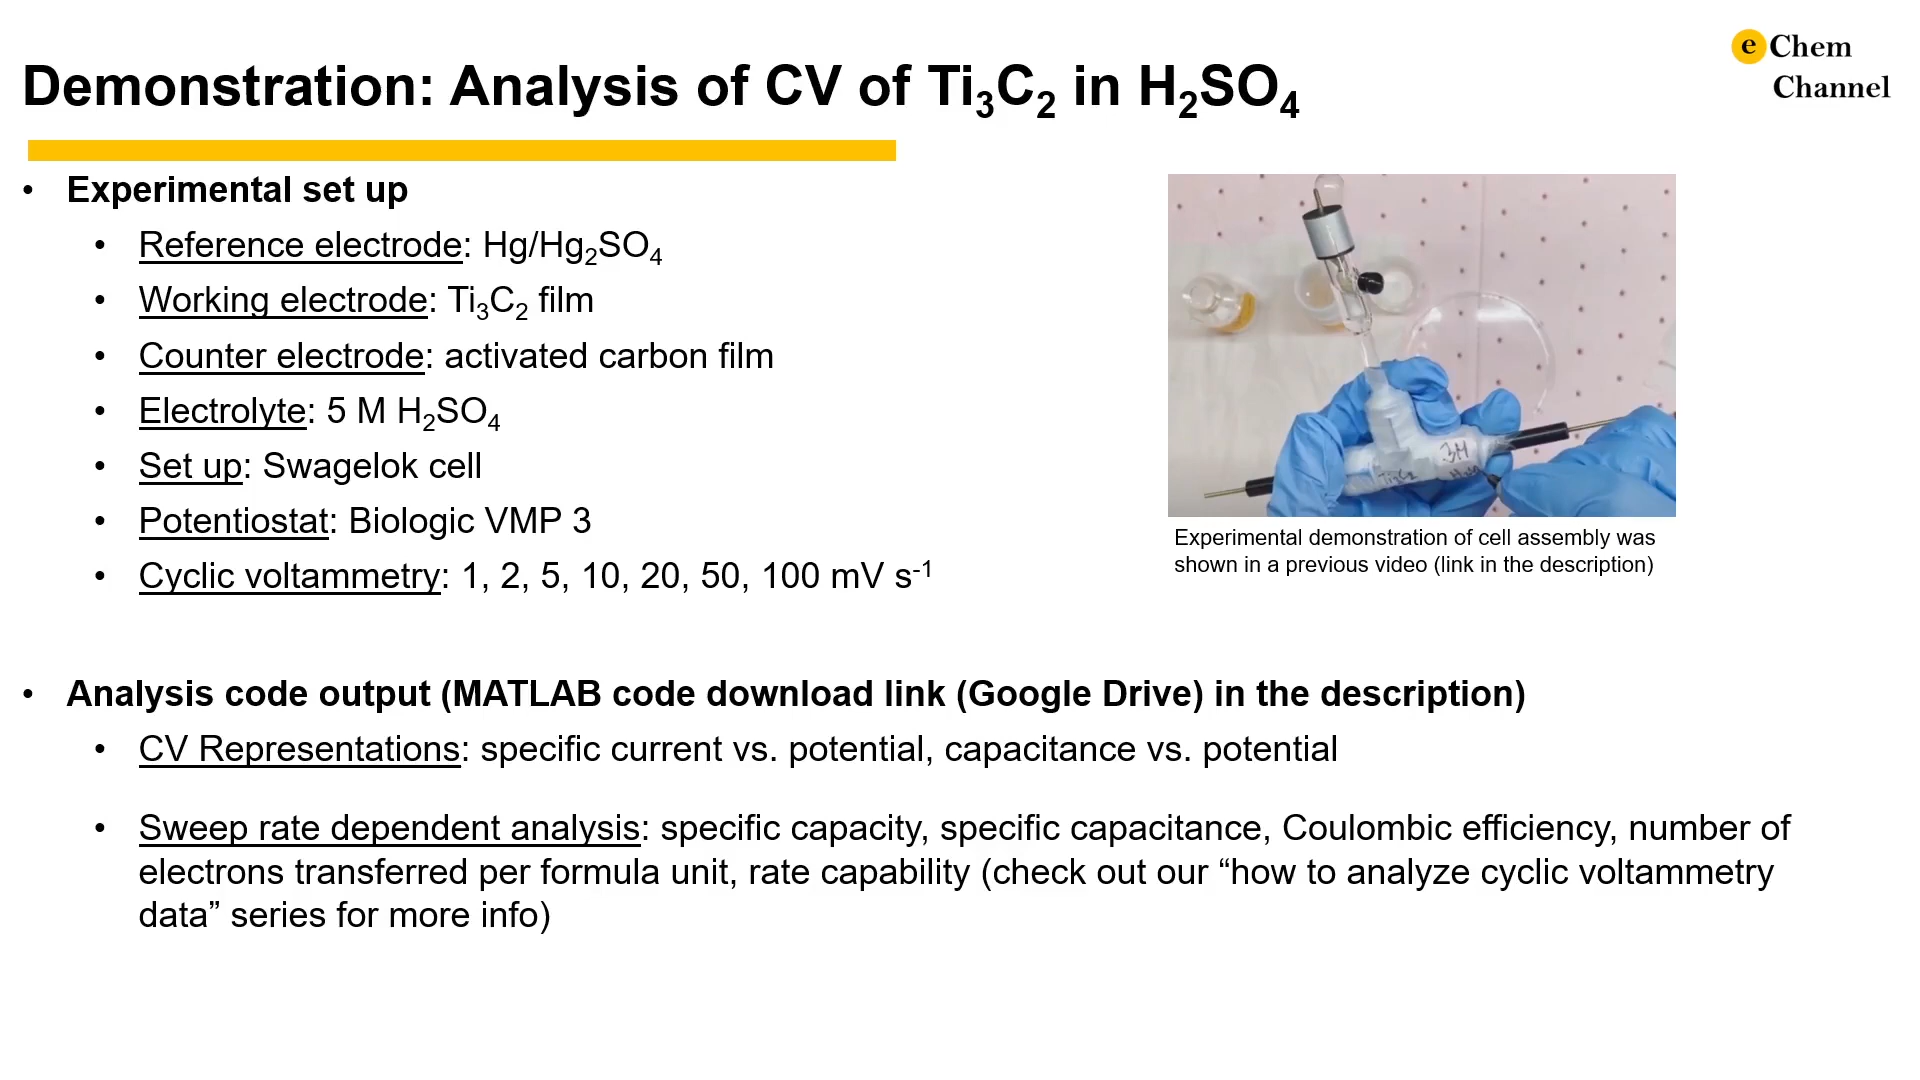 e Chem
Channel
Demonstration: Analysis of CV of Ti₃C₂ in H₂SO₄
• Experimental set up
• Reference electrode: Hg/Hg₂SO₄
• Working electrode: Ti₃C₂ film
• Counter electrode: activated carbon film
• Electrolyte: 5 M H₂SO₄
• Set up: Swagelok cell
• Potentiostat: Biologic VMP 3
• Cyclic voltammetry: 1, 2, 5, 10, 20, 50, 100 mV s⁻¹
3M
Ti₃C₂
Experimental demonstration of cell assembly was
shown in a previous video (link in the description)
• Analysis code output (MATLAB code download link (Google Drive) in the description)
• CV Representations: specific current vs. potential, capacitance vs. potential
• Sweep rate dependent analysis: specific capacity, specific capacitance, Coulombic efficiency, number of
electrons transferred per formula unit, rate capability (check out our “how to analyze cyclic voltammetry
data” series for more info)